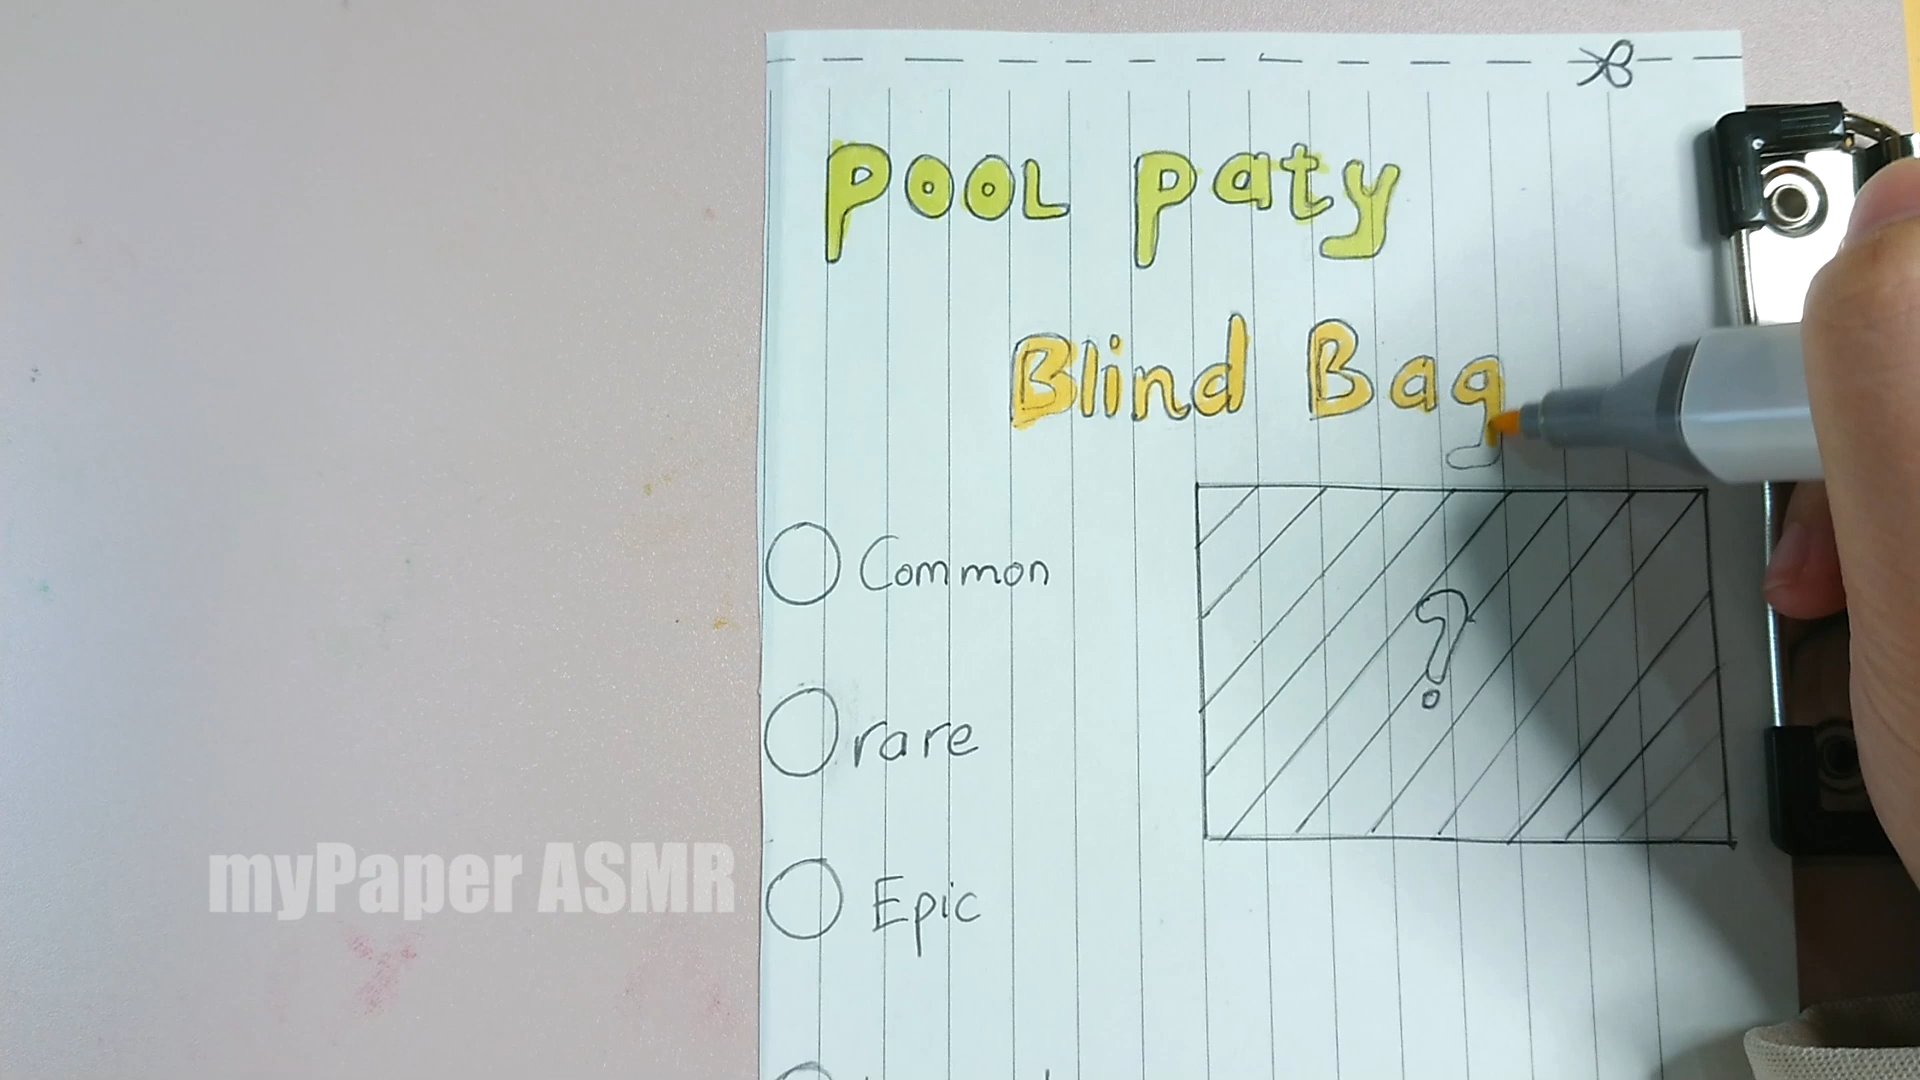 Pool paty
Blind Bag
Common
rare
Epic
myPaper ASMR